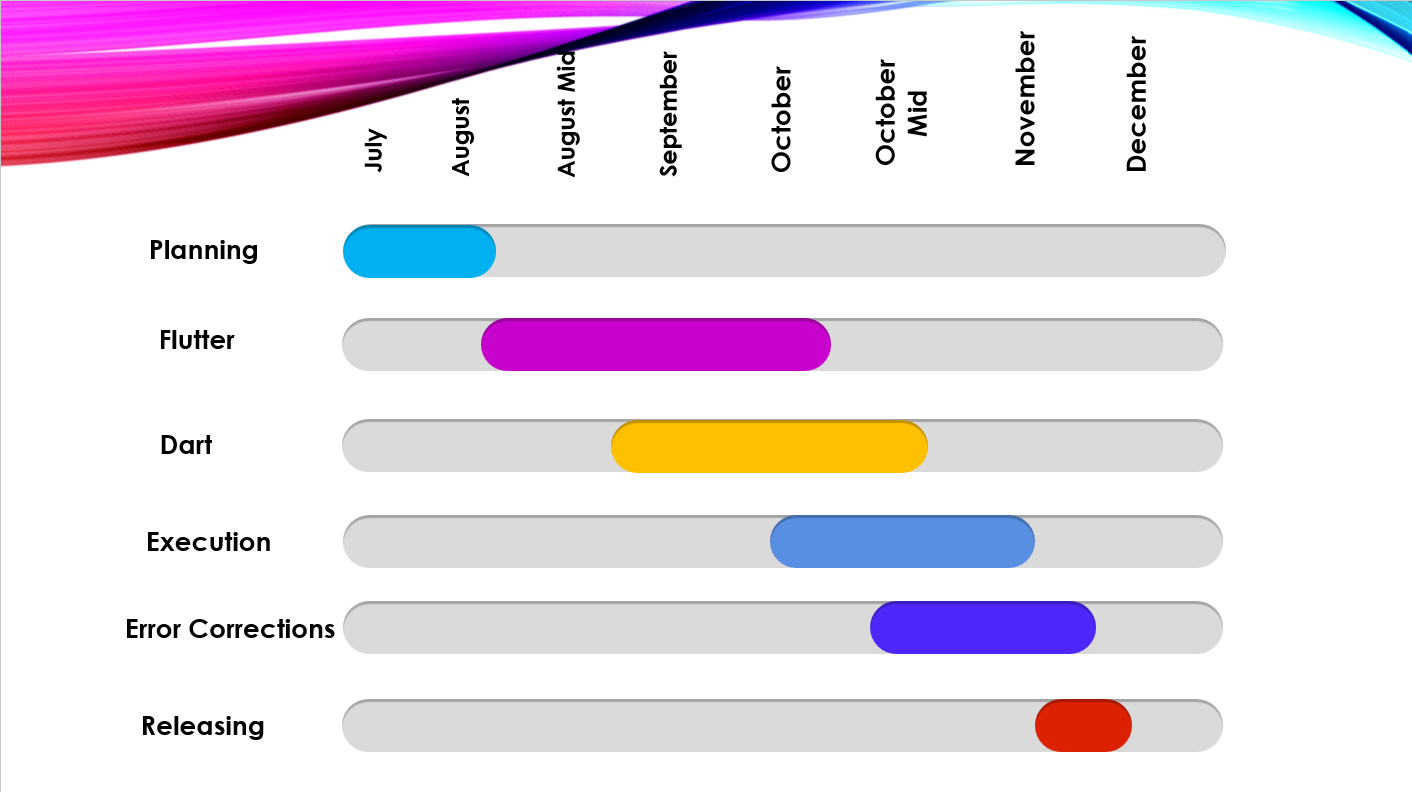 July
August
August Mid
September
October
October
Mid
November
December
Planning
Flutter
Dart
Execution
Error Corrections
Releasing